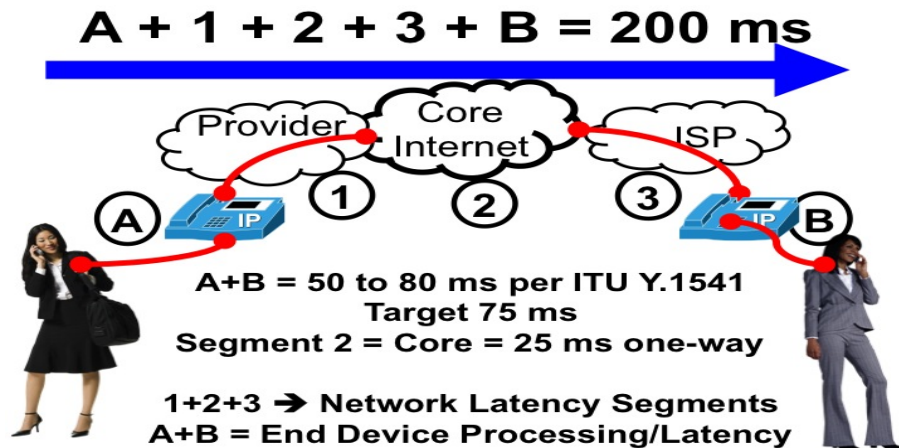 A + 1 + 2 + 3 + B = 200 ms
Provider
Core
Internet
ISP
A
1
2
3
B
IP
IP
A+B = 50 to 80 ms per ITU Y.1541
Target 75 ms
Segment 2 = Core = 25 ms one-way
1+2+3 ➔ Network Latency Segments
A+B = End Device Processing/Latency